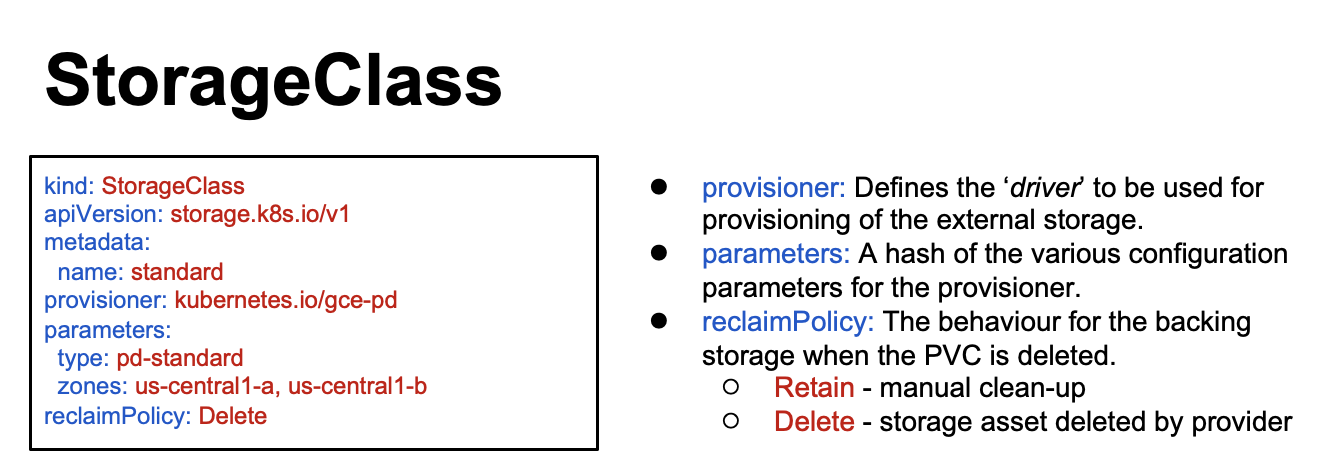 StorageClass
kind: StorageClass
apiVersion: storage.k8s.io/v1
metadata:
  name: standard
provisioner: kubernetes.io/gce-pd
parameters:
  type: pd-standard
  zones: us-central1-a, us-central1-b
reclaimPolicy: Delete
● provisioner: Defines the ‘driver’ to be used for
provisioning of the external storage.
● parameters: A hash of the various configuration
parameters for the provisioner.
● reclaimPolicy: The behaviour for the backing
storage when the PVC is deleted.
○ Retain - manual clean-up
○ Delete - storage asset deleted by provider